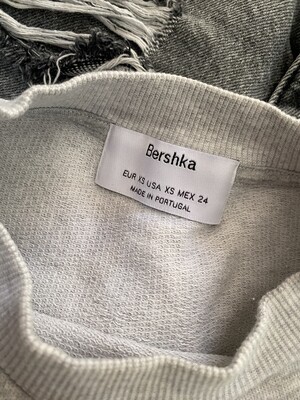 Bershka
EUR XS USA XS MEX 24
MADE IN PORTUGAL